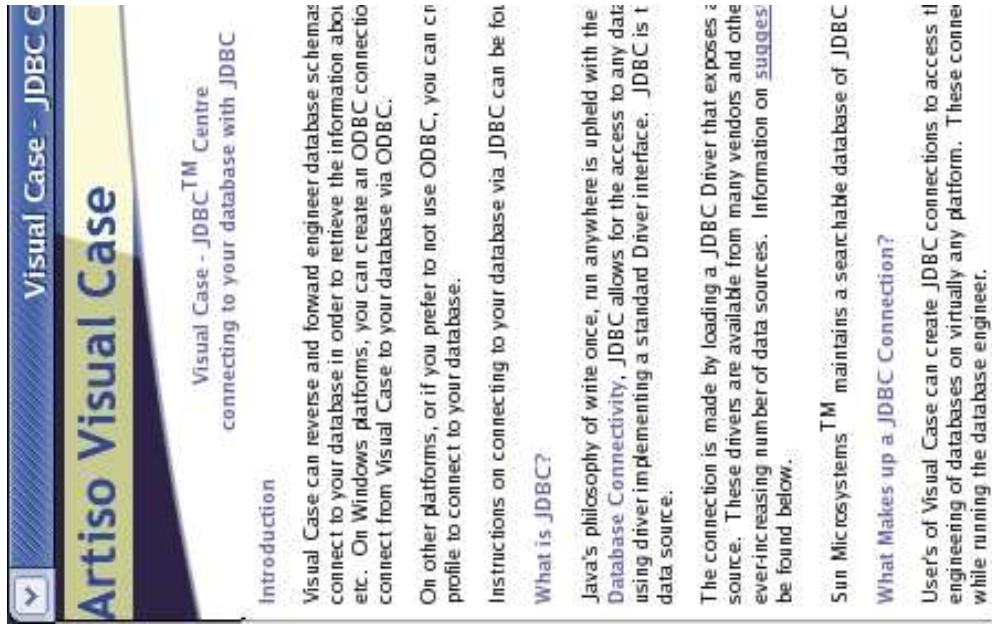 Visual Case - JDBC C
Artiso Visual Case
Visual Case - JDBC™ Centre
connecting to your database with JDBC
Introduction
Visual Case can reverse and forward engineer database schemas
connect to your database in order to retrieve the information abou
etc. On Windows platforms, you can create an ODBC connectio
connect from Visual Case to your database via ODBC.
On other platforms, or if you prefer to not use ODBC, you can cr
profile to connect to your database.
Instructions on connecting to your database via JDBC can be fou
What is JDBC?
Java's philosophy of write once, run anywhere is upheld with the
Database Connectivity, JDBC allows for the access to any data
using driver implementing a standard Driver interface. JDBC is t
data source.
The connection is made by loading a JDBC Driver that exposes a
source. These drivers are available from many vendors and othe
ever-increasing number of data sources. Information on sugges
be found below.
Sun Microsystems™ maintains a searchable database of JDBC
What Makes up a JDBC Connection?
User's of Visual Case can create JDBC connections to access th
engineering of databases on virtually any platform. These connec
while running the database engineer.